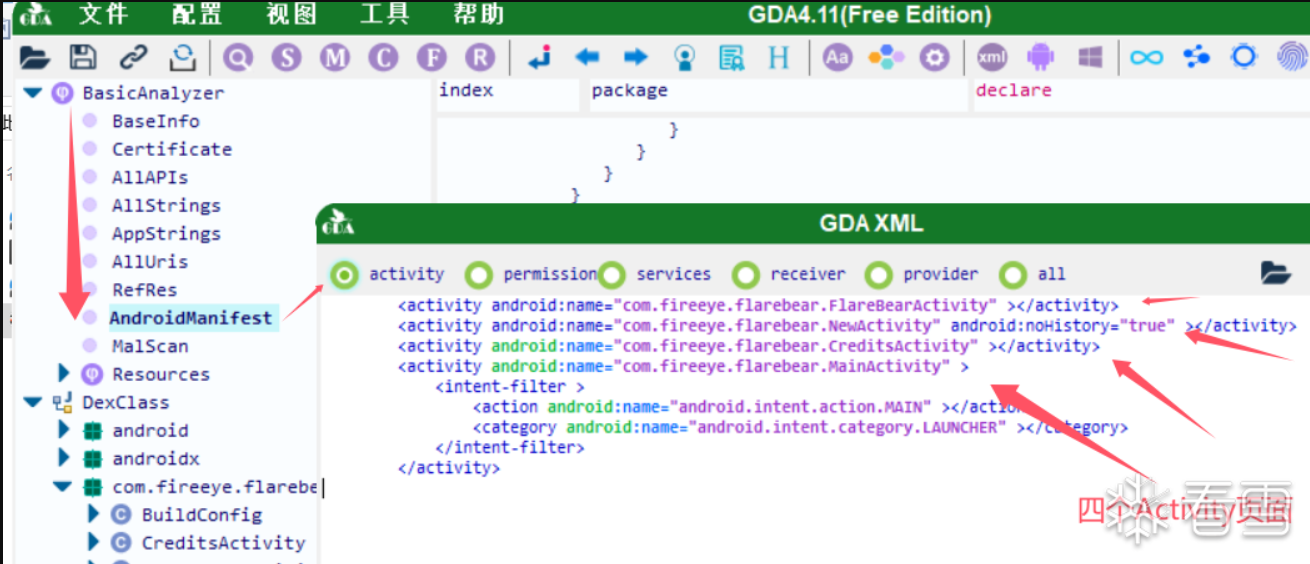 GDA 文件 配置 视图 工具 帮助 GDA4.11(Free Edition)
S M C F R H Aa xml
BasicAnalyzer
BaseInfo
Certificate
AllAPIs
AllStrings
AppStrings
AllUris
RefRes
AndroidManifest
MalScan
Resources
DexClass
android
androidx
com.fireeye.flarebe
C BuildConfig
C CreditsActivity
index package declare
}
}
}
}
GDA GDA XML
activity permission services receiver provider all
<activity android:name="com.fireeye.flarebear.FlareBearActivity" ></activity>
<activity android:name="com.fireeye.flarebear.NewActivity" android:noHistory="true" ></activity>
<activity android:name="com.fireeye.flarebear.CreditsActivity" ></activity>
<activity android:name="com.fireeye.flarebear.MainActivity" >
<intent-filter >
<action android:name="android.intent.action.MAIN" ></action>
<category android:name="android.intent.category.LAUNCHER" ></category>
</intent-filter>
</activity>
四个Activity页面
看雪